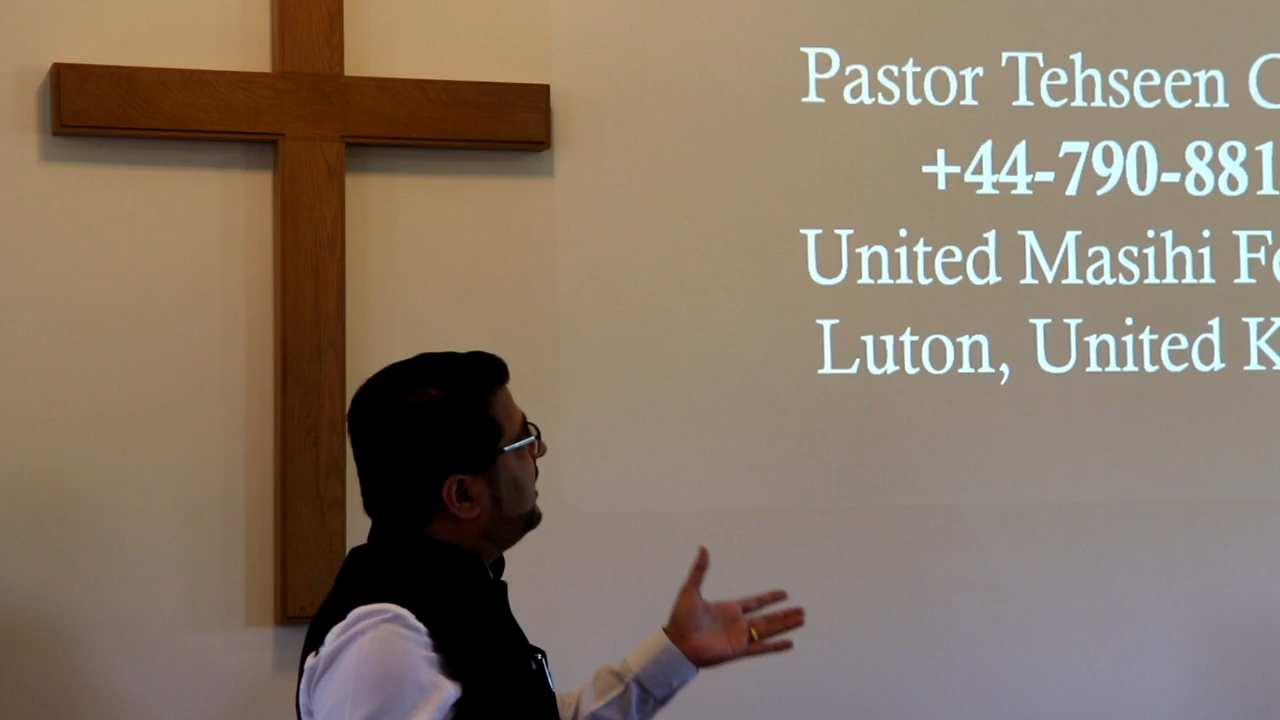 Pastor Tehseen
+44-790-881
United Masihi
Luton, United